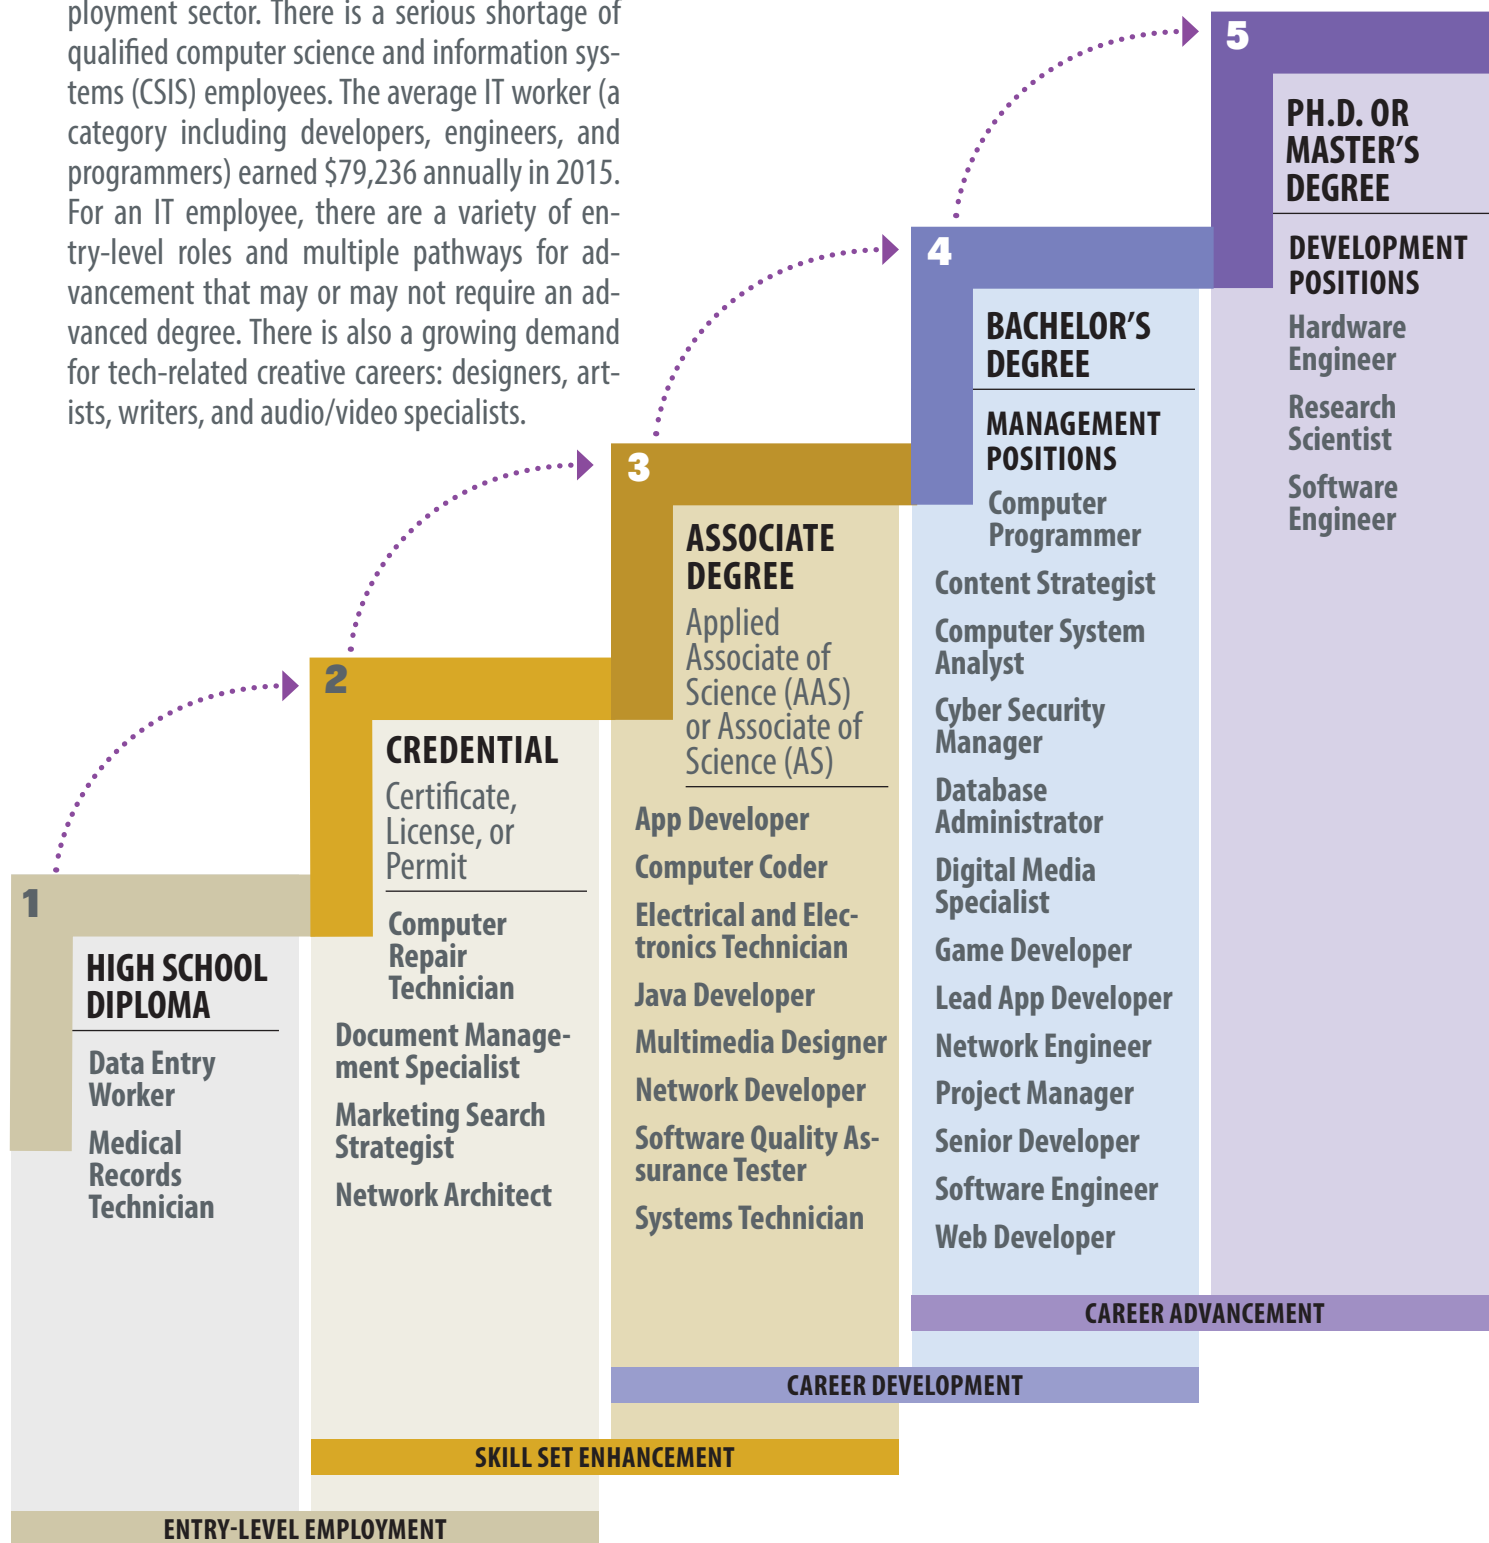 ployment sector. There is a serious shortage of
qualified computer science and information sys-
tems (CSIS) employees. The average IT worker (a
category including developers, engineers, and
programmers) earned $79,236 annually in 2015.
For an IT employee, there are a variety of en-
try-level roles and multiple pathways for ad-
vancement that may or may not require an ad-
vanced degree. There is also a growing demand
for tech-related creative careers: designers, art-
ists, writers, and audio/video specialists.
1
HIGH SCHOOL
DIPLOMA
Data Entry
Worker
Medical
Records
Technician
2
CREDENTIAL
Certificate,
License, or
Permit
Computer
Repair
Technician
Document Manage-
ment Specialist
Marketing Search
Strategist
Network Architect
3
ASSOCIATE
DEGREE
Applied
Associate of
Science (AAS)
or Associate of
Science (AS)
App Developer
Computer Coder
Electrical and Elec-
tronics Technician
Java Developer
Multimedia Designer
Network Developer
Software Quality As-
surance Tester
Systems Technician
4
BACHELOR'S
DEGREE
MANAGEMENT
POSITIONS
Computer
Programmer
Content Strategist
Computer System
Analyst
Cyber Security
Manager
Database
Administrator
Digital Media
Specialist
Game Developer
Lead App Developer
Network Engineer
Project Manager
Senior Developer
Software Engineer
Web Developer
5
PH.D. OR
MASTER'S
DEGREE
DEVELOPMENT
POSITIONS
Hardware
Engineer
Research
Scientist
Software
Engineer
CAREER ADVANCEMENT
CAREER DEVELOPMENT
SKILL SET ENHANCEMENT
ENTRY-LEVEL EMPLOYMENT